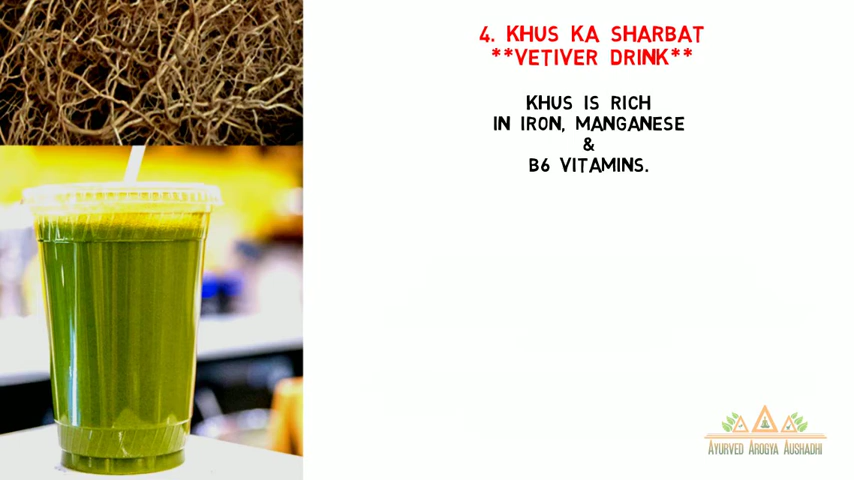 4. KHUS KA SHARBAT
**VETIVER DRINK**
KHUS IS RICH
IN IRON, MANGANESE
&
B6 VITAMINS.
AYURVED AROGYA AUSHADHI